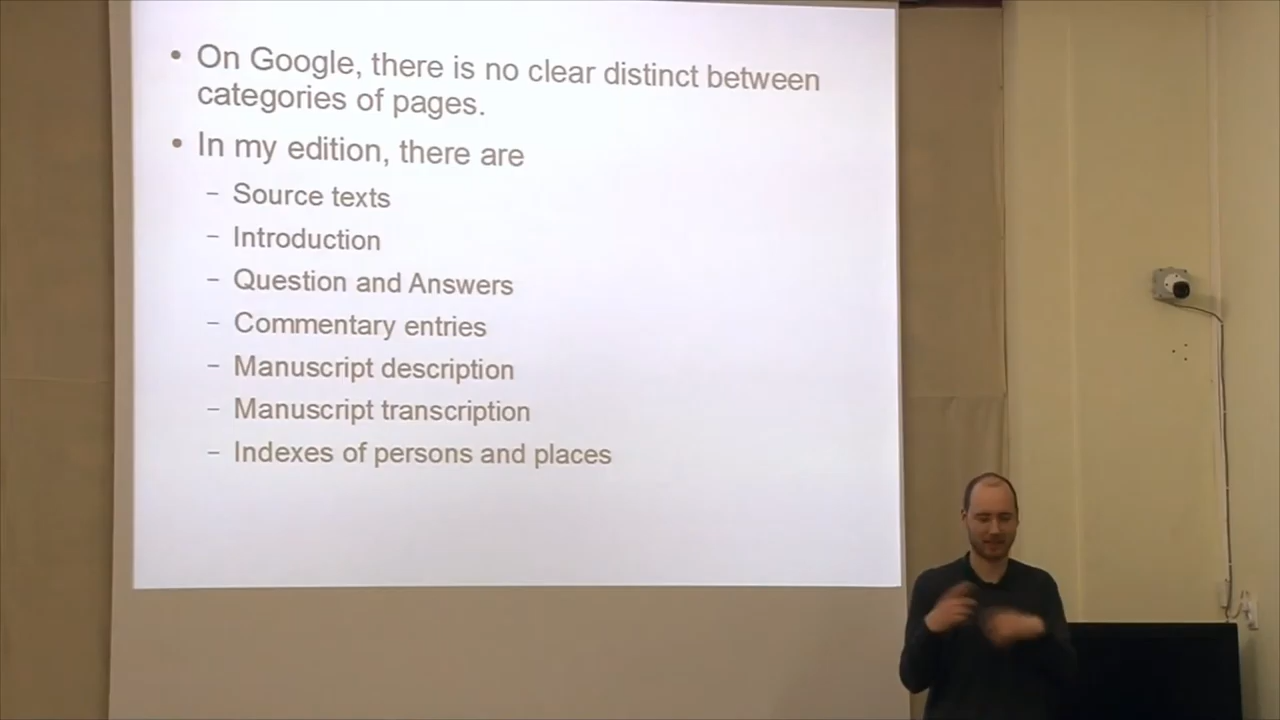 • On Google, there is no clear distinct between
categories of pages.
• In my edition, there are
– Source texts
– Introduction
– Question and Answers
– Commentary entries
– Manuscript description
– Manuscript transcription
– Indexes of persons and places